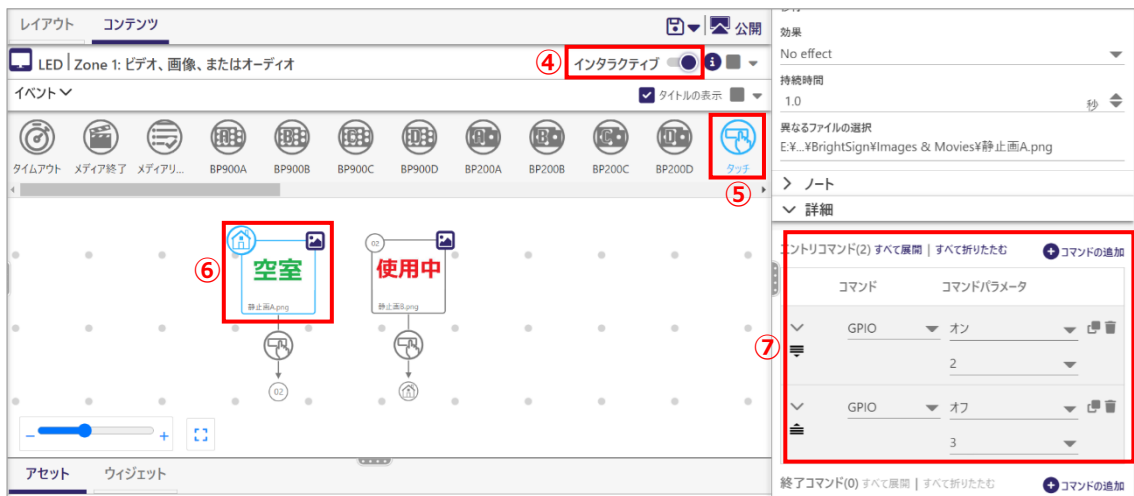 レイアウト コンテンツ 公開
LED Zone 1: ビデオ、画像、またはオーディオ ④ インタラクティブ
イベント タイトルの表示
タイムアウト メディア終了 メディアリ... BP900A BP900B BP900C BP900D BP200A BP200B BP200C BP200D タッチ
⑤
⑥ 空室 02 使用中
静止画A.png 静止画B.png
02
アセット ウィジェット
効果
No effect
持続時間
1.0 秒
異なるファイルの選択
E:¥...¥BrightSign¥Images & Movies¥静止画A.png
ノート
詳細
エントリコマンド(2) すべて展開 | すべて折りたたむ コマンドの追加
コマンド コマンドパラメータ
⑦ GPIO オン
2
GPIO オフ
3
終了コマンド(0) すべて展開 | すべて折りたたむ コマンドの追加